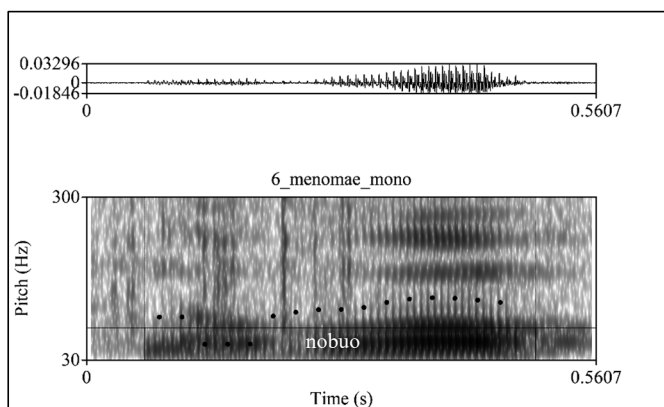 0.03296
0
-0.01846
0
0.5607
6_menomae_mono
300
Pitch (Hz)
nobuo
30
0
0.5607
Time (s)